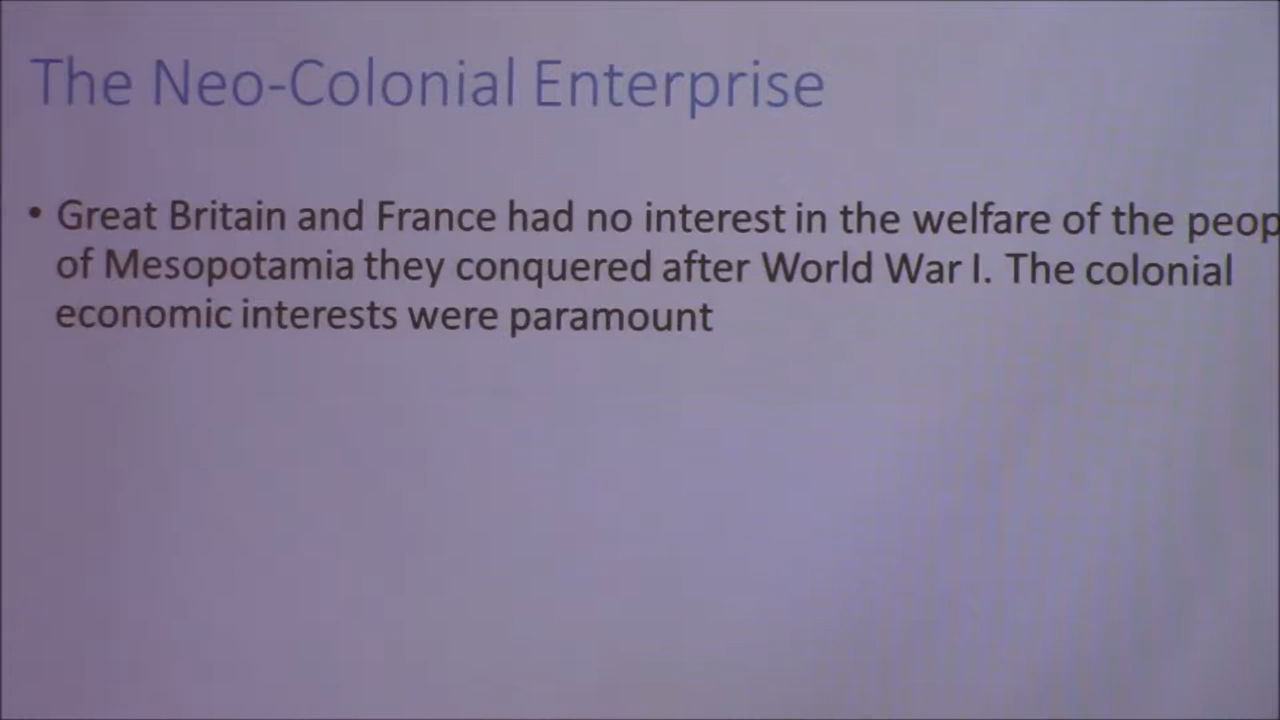 The Neo-Colonial Enterprise
• Great Britain and France had no interest in the welfare of the peop
of Mesopotamia they conquered after World War I. The colonial
economic interests were paramount